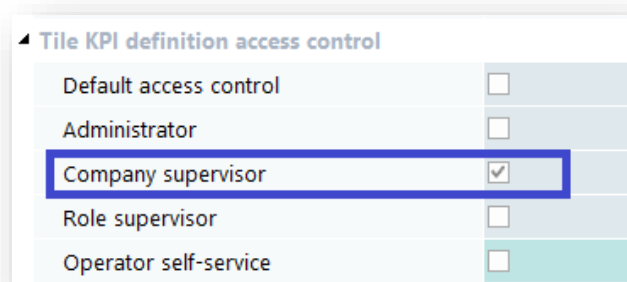 Tile KPI definition access control
Default access control
Administrator
Company supervisor
Role supervisor
Operator self-service